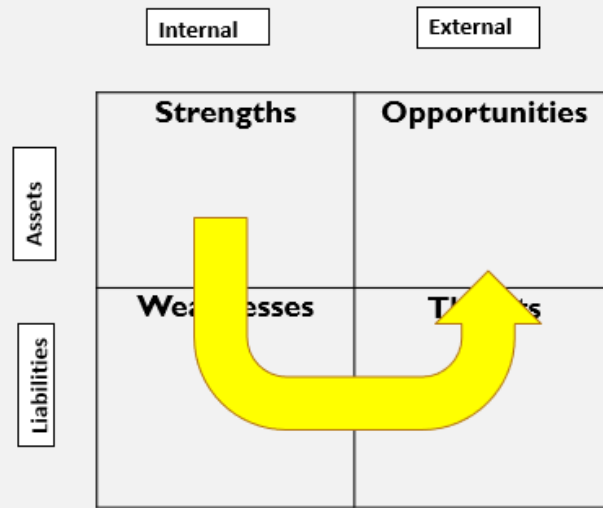 Internal
External
Strengths
Opportunities
Assets
Liabilities